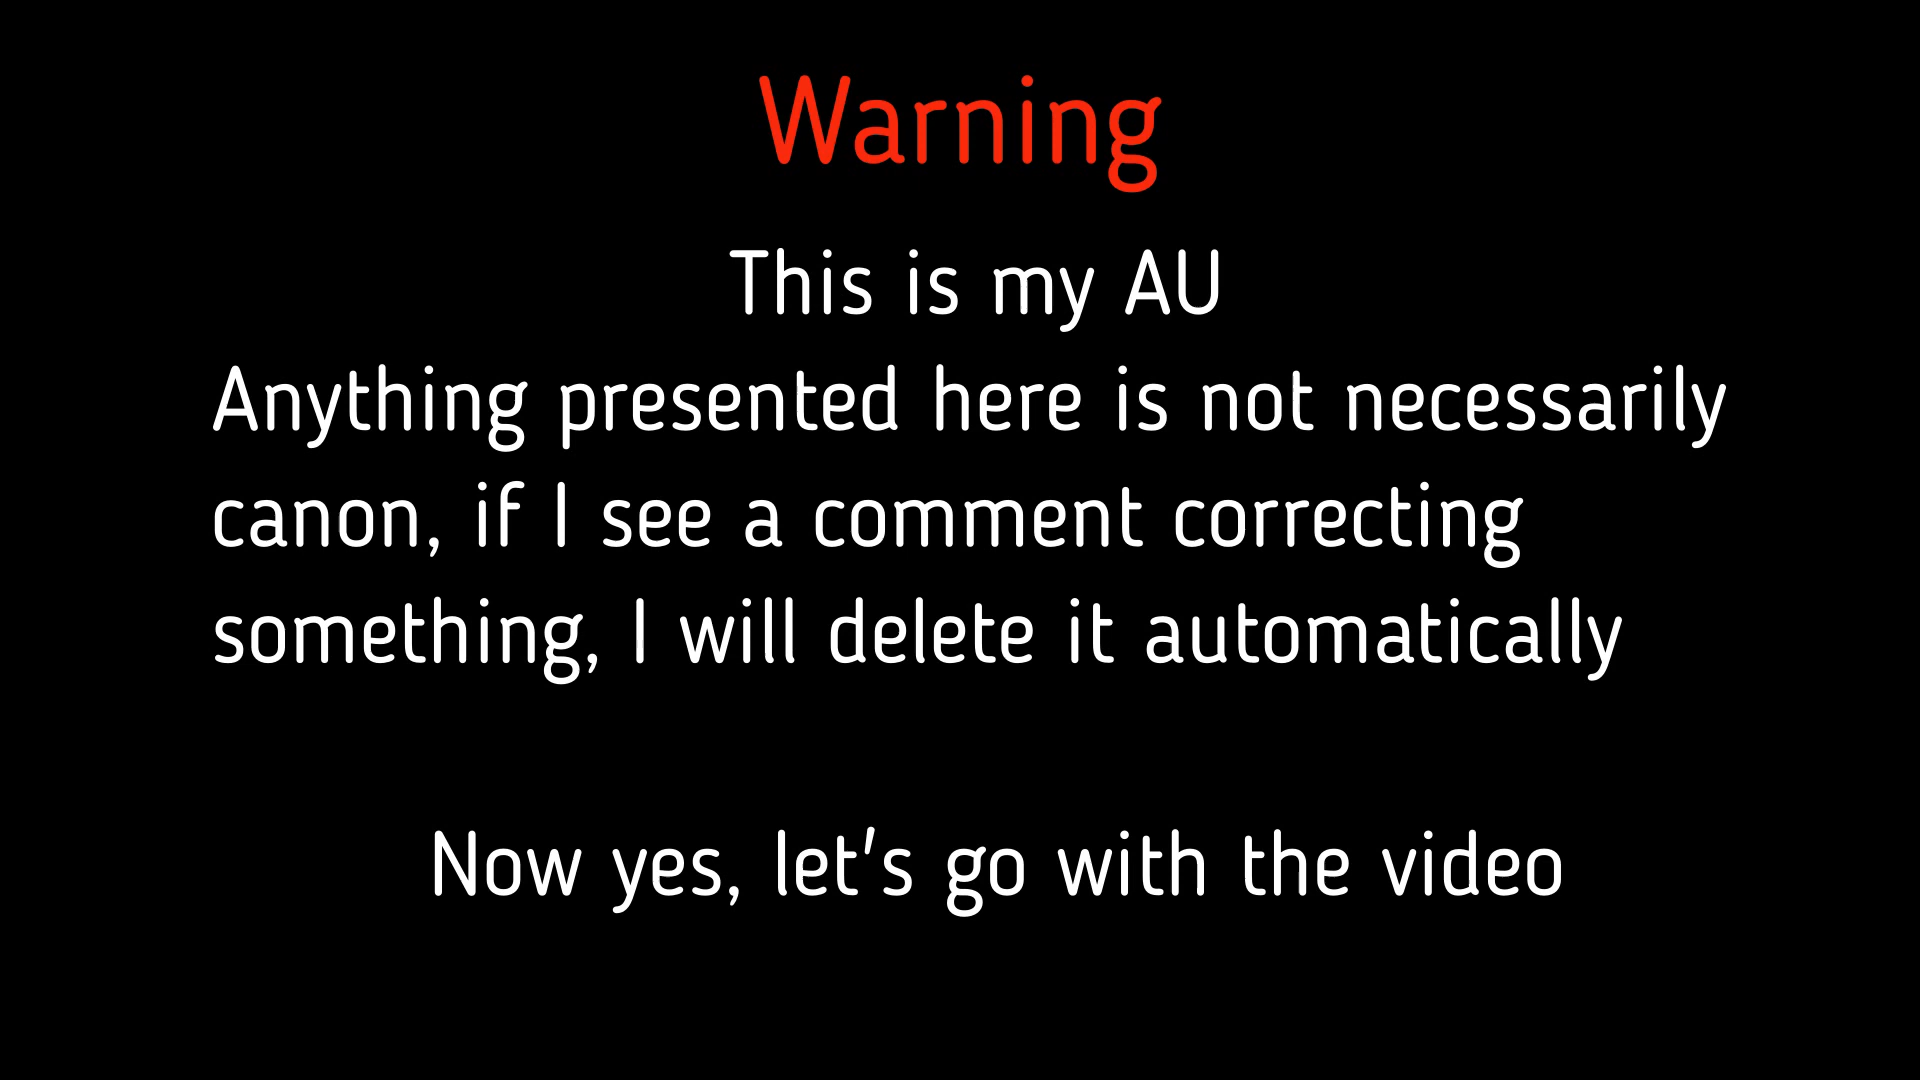 Warning
This is my AU
Anything presented here is not necessarily
canon, if I see a comment correcting
something, I will delete it automatically
Now yes, let's go with the video